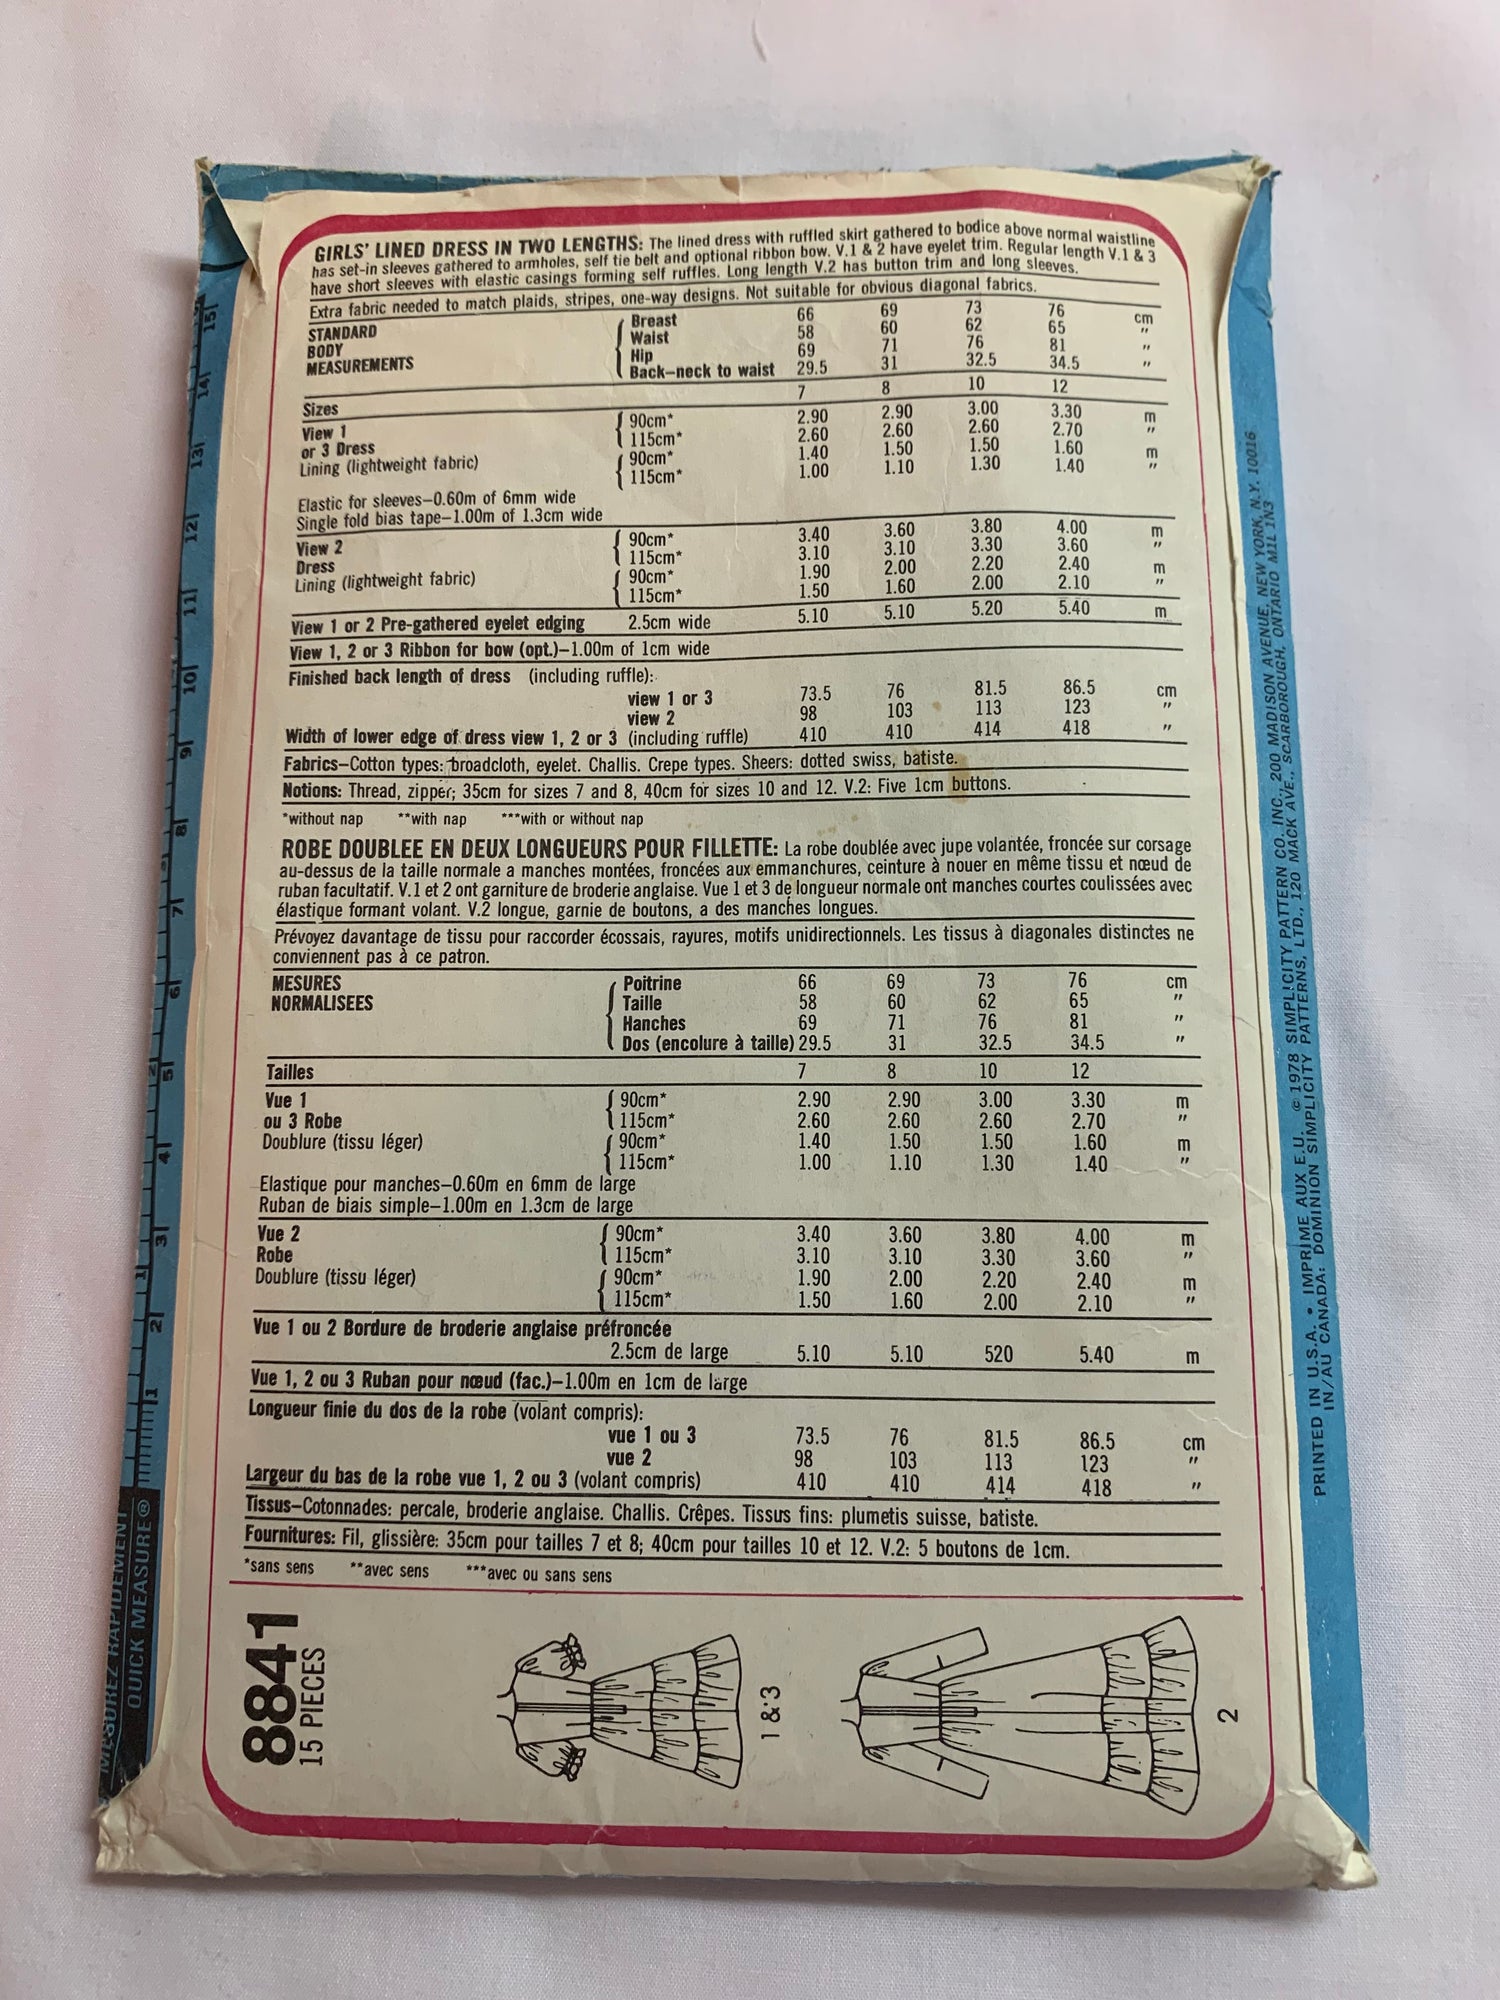 GIRLS' LINED DRESS IN TWO LENGTHS: The lined dress with ruffled skirt gathered to bodice above normal waistline
has set-in sleeves gathered to armholes, self tie belt and optional ribbon bow. V.1 & 2 have eyelet trim. Regular length V.1 & 3
have short sleeves with elastic casings forming self ruffles. Long length V.2 has button trim and long sleeves.
Extra fabric needed to match plaids, stripes, one-way designs. Not suitable for obvious diagonal fabrics.
STANDARD Breast 66 69 73 76 cm
BODY Waist 58 60 62 65 "
MEASUREMENTS Hip 69 71 76 81 "
Back–neck to waist 29.5 31 32.5 34.5 "
Sizes 7 8 10 12
View 1 90cm* 2.90 2.90 3.00 3.30 m
or 3 Dress 115cm* 2.60 2.60 2.60 2.70 "
Lining (lightweight fabric) 90cm* 1.40 1.50 1.50 1.60 m
115cm* 1.00 1.10 1.30 1.40 "
Elastic for sleeves–0.60m of 6mm wide
Single fold bias tape–1.00m of 1.3cm wide
View 2 90cm* 3.40 3.60 3.80 4.00 m
Dress 115cm* 3.10 3.10 3.30 3.60 "
Lining (lightweight fabric) 90cm* 1.90 2.00 2.20 2.40 m
115cm* 1.50 1.60 2.00 2.10 "
View 1 or 2 Pre-gathered eyelet edging 2.5cm wide 5.10 5.10 5.20 5.40 m
View 1, 2 or 3 Ribbon for bow (opt.)–1.00m of 1cm wide
Finished back length of dress (including ruffle):
view 1 or 3 73.5 76 81.5 86.5 cm
view 2 98 103 113 123 "
Width of lower edge of dress view 1, 2 or 3 (including ruffle) 410 410 414 418 "
Fabrics–Cotton types: broadcloth, eyelet. Challis. Crepe types. Sheers: dotted swiss, batiste.
Notions: Thread, zipper; 35cm for sizes 7 and 8, 40cm for sizes 10 and 12. V.2: Five 1cm buttons.
*without nap **with nap ***with or without nap
ROBE DOUBLEE EN DEUX LONGUEURS POUR FILLETTE: La robe doublée avec jupe volantée, froncée sur corsage
au-dessus de la taille normale a manches montées, froncées aux emmanchures, ceinture à nouer en même tissu et nœud de
ruban facultatif. V.1 et 2 ont garniture de broderie anglaise. Vue 1 et 3 de longueur normale ont manches courtes coulissées avec
élastique formant volant. V.2 longue, garnie de boutons, a des manches longues.
Prévoyez davantage de tissu pour raccorder écossais, rayures, motifs unidirectionnels. Les tissus à diagonales distinctes ne
conviennent pas à ce patron.
MESURES Poitrine 66 69 73 76 cm
NORMALISEES Taille 58 60 62 65 "
Hanches 69 71 76 81 "
Dos (encolure à taille) 29.5 31 32.5 34.5 "
Tailles 7 8 10 12
Vue 1 90cm* 2.90 2.90 3.00 3.30 m
ou 3 Robe 115cm* 2.60 2.60 2.60 2.70 "
Doublure (tissu léger) 90cm* 1.40 1.50 1.50 1.60 m
115cm* 1.00 1.10 1.30 1.40 "
Elastique pour manches–0.60m en 6mm de large
Ruban de biais simple–1.00m en 1.3cm de large
Vue 2 90cm* 3.40 3.60 3.80 4.00 m
Robe 115cm* 3.10 3.10 3.30 3.60 "
Doublure (tissu léger) 90cm* 1.90 2.00 2.20 2.40 m
115cm* 1.50 1.60 2.00 2.10 "
Vue 1 ou 2 Bordure de broderie anglaise préfroncée
2.5cm de large 5.10 5.10 520 5.40 m
Vue 1, 2 ou 3 Ruban pour nœud (fac.)–1.00m en 1cm de large
Longueur finie du dos de la robe (volant compris):
vue 1 ou 3 73.5 76 81.5 86.5 cm
vue 2 98 103 113 123 "
Largeur du bas de la robe vue 1, 2 ou 3 (volant compris) 410 410 414 418 "
Tissus–Cotonnades: percale, broderie anglaise. Challis. Crêpes. Tissus fins: plumetis suisse, batiste.
Fournitures: Fil, glissière: 35cm pour tailles 7 et 8; 40cm pour tailles 10 et 12. V.2: 5 boutons de 1cm.
*sans sens **avec sens ***avec ou sans sens
8841
15 PIECES
1 & 3
2
MESUREZ RAPIDEMENT
QUICK MEASURE®
1 2 3 4 5 6 7 8 9 10 11 12 13 14 15
1 2
PRINTED IN U.S.A. • IMPRIME AUX E.U. © 1978 SIMPLICITY PATTERN CO. INC., 200 MADISON AVENUE, NEW YORK, N.Y. 10016
IN/AU CANADA: DOMINION SIMPLICITY PATTERNS, LTD., 120 MACK AVE., SCARBOROUGH, ONTARIO M1L 1N3